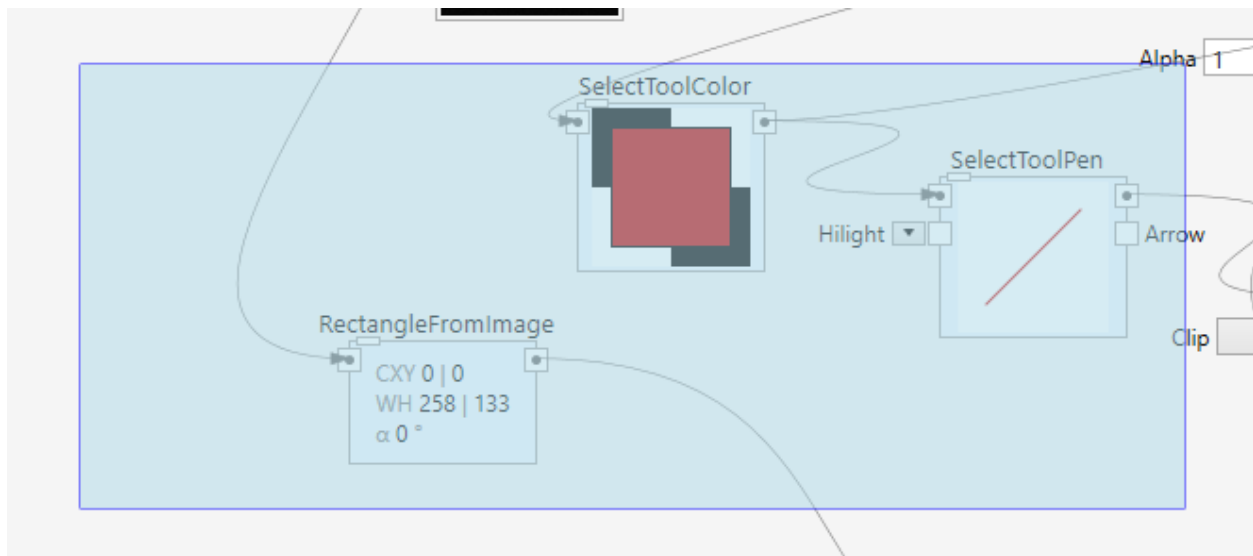 Alpha 1
SelectToolColor
SelectToolPen
Hilight
Arrow
RectangleFromImage
Clip
CXY 0 | 0
WH 258 | 133
α 0 °